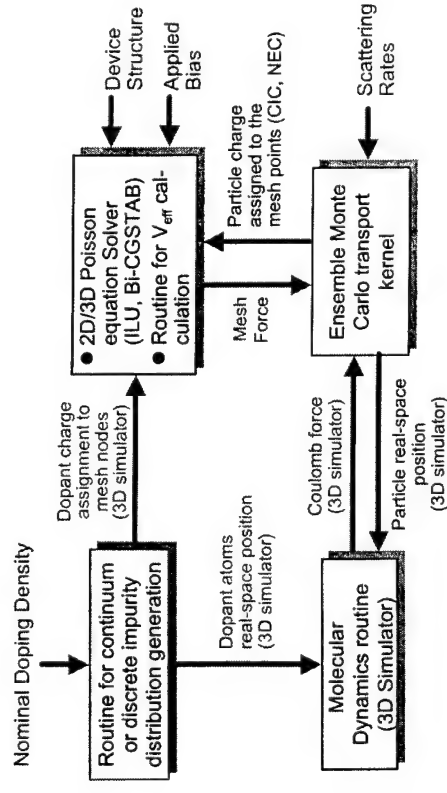 Nominal Doping Density
Routine for continuum
or discrete impurity
distribution generation
Dopant charge
assignment to
mesh nodes
(3D simulator)
● 2D/3D Poisson
equation Solver
(ILU, Bi-CGSTAB)
● Routine for Veff cal-
culation
Device
Structure
Applied
Bias
Dopant atoms
real-space position
(3D simulator)
Mesh
Force
Particle charge
assigned to the
mesh points (CIC, NEC)
Molecular
Dynamics routine
(3D Simulator)
Coulomb force
(3D simulator)
Particle real-space
position
(3D simulator)
Ensemble Monte
Carlo transport
kernel
Scattering
Rates